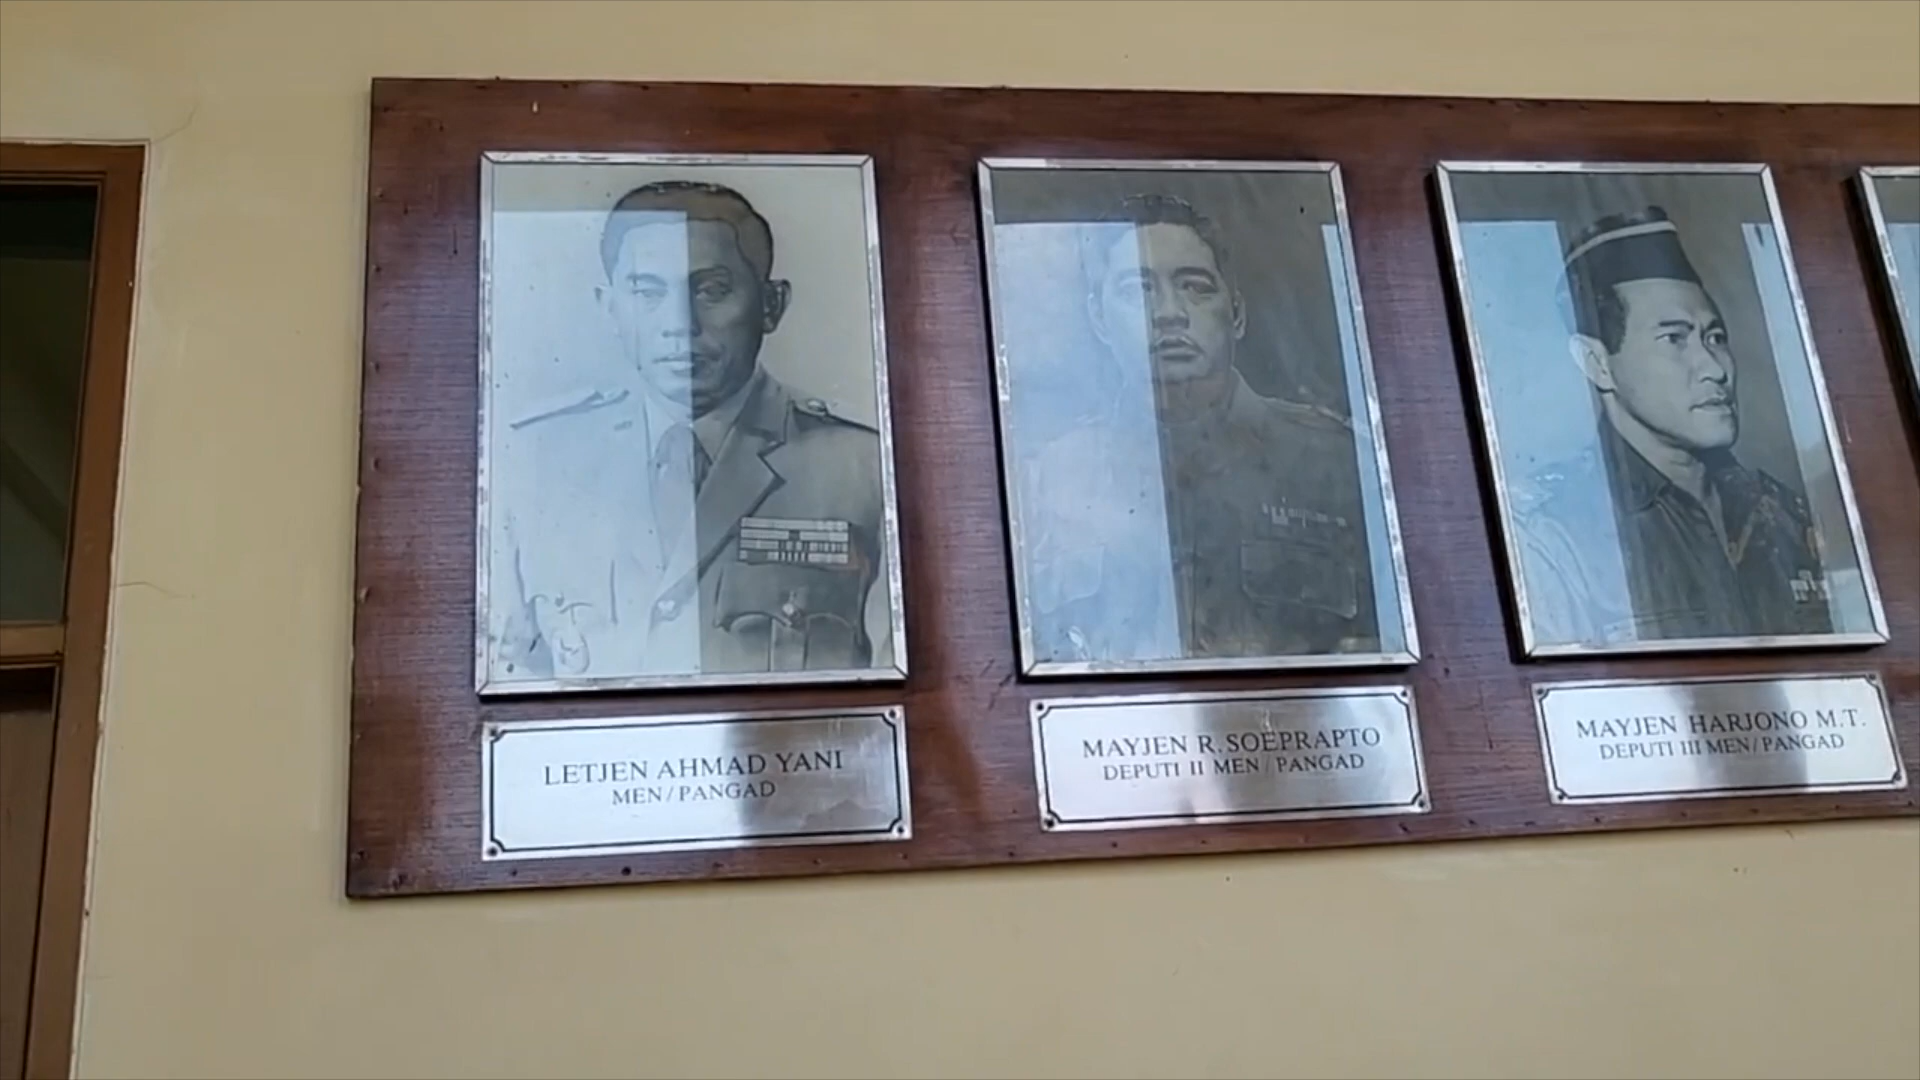 LETJEN AHMAD YANI
MEN/PANGAD
MAYJEN R. SOEPRAPTO
DEPUTI II MEN/PANGAD
MAYJEN HARJONO M.T.
DEPUTI III MEN/PANGAD